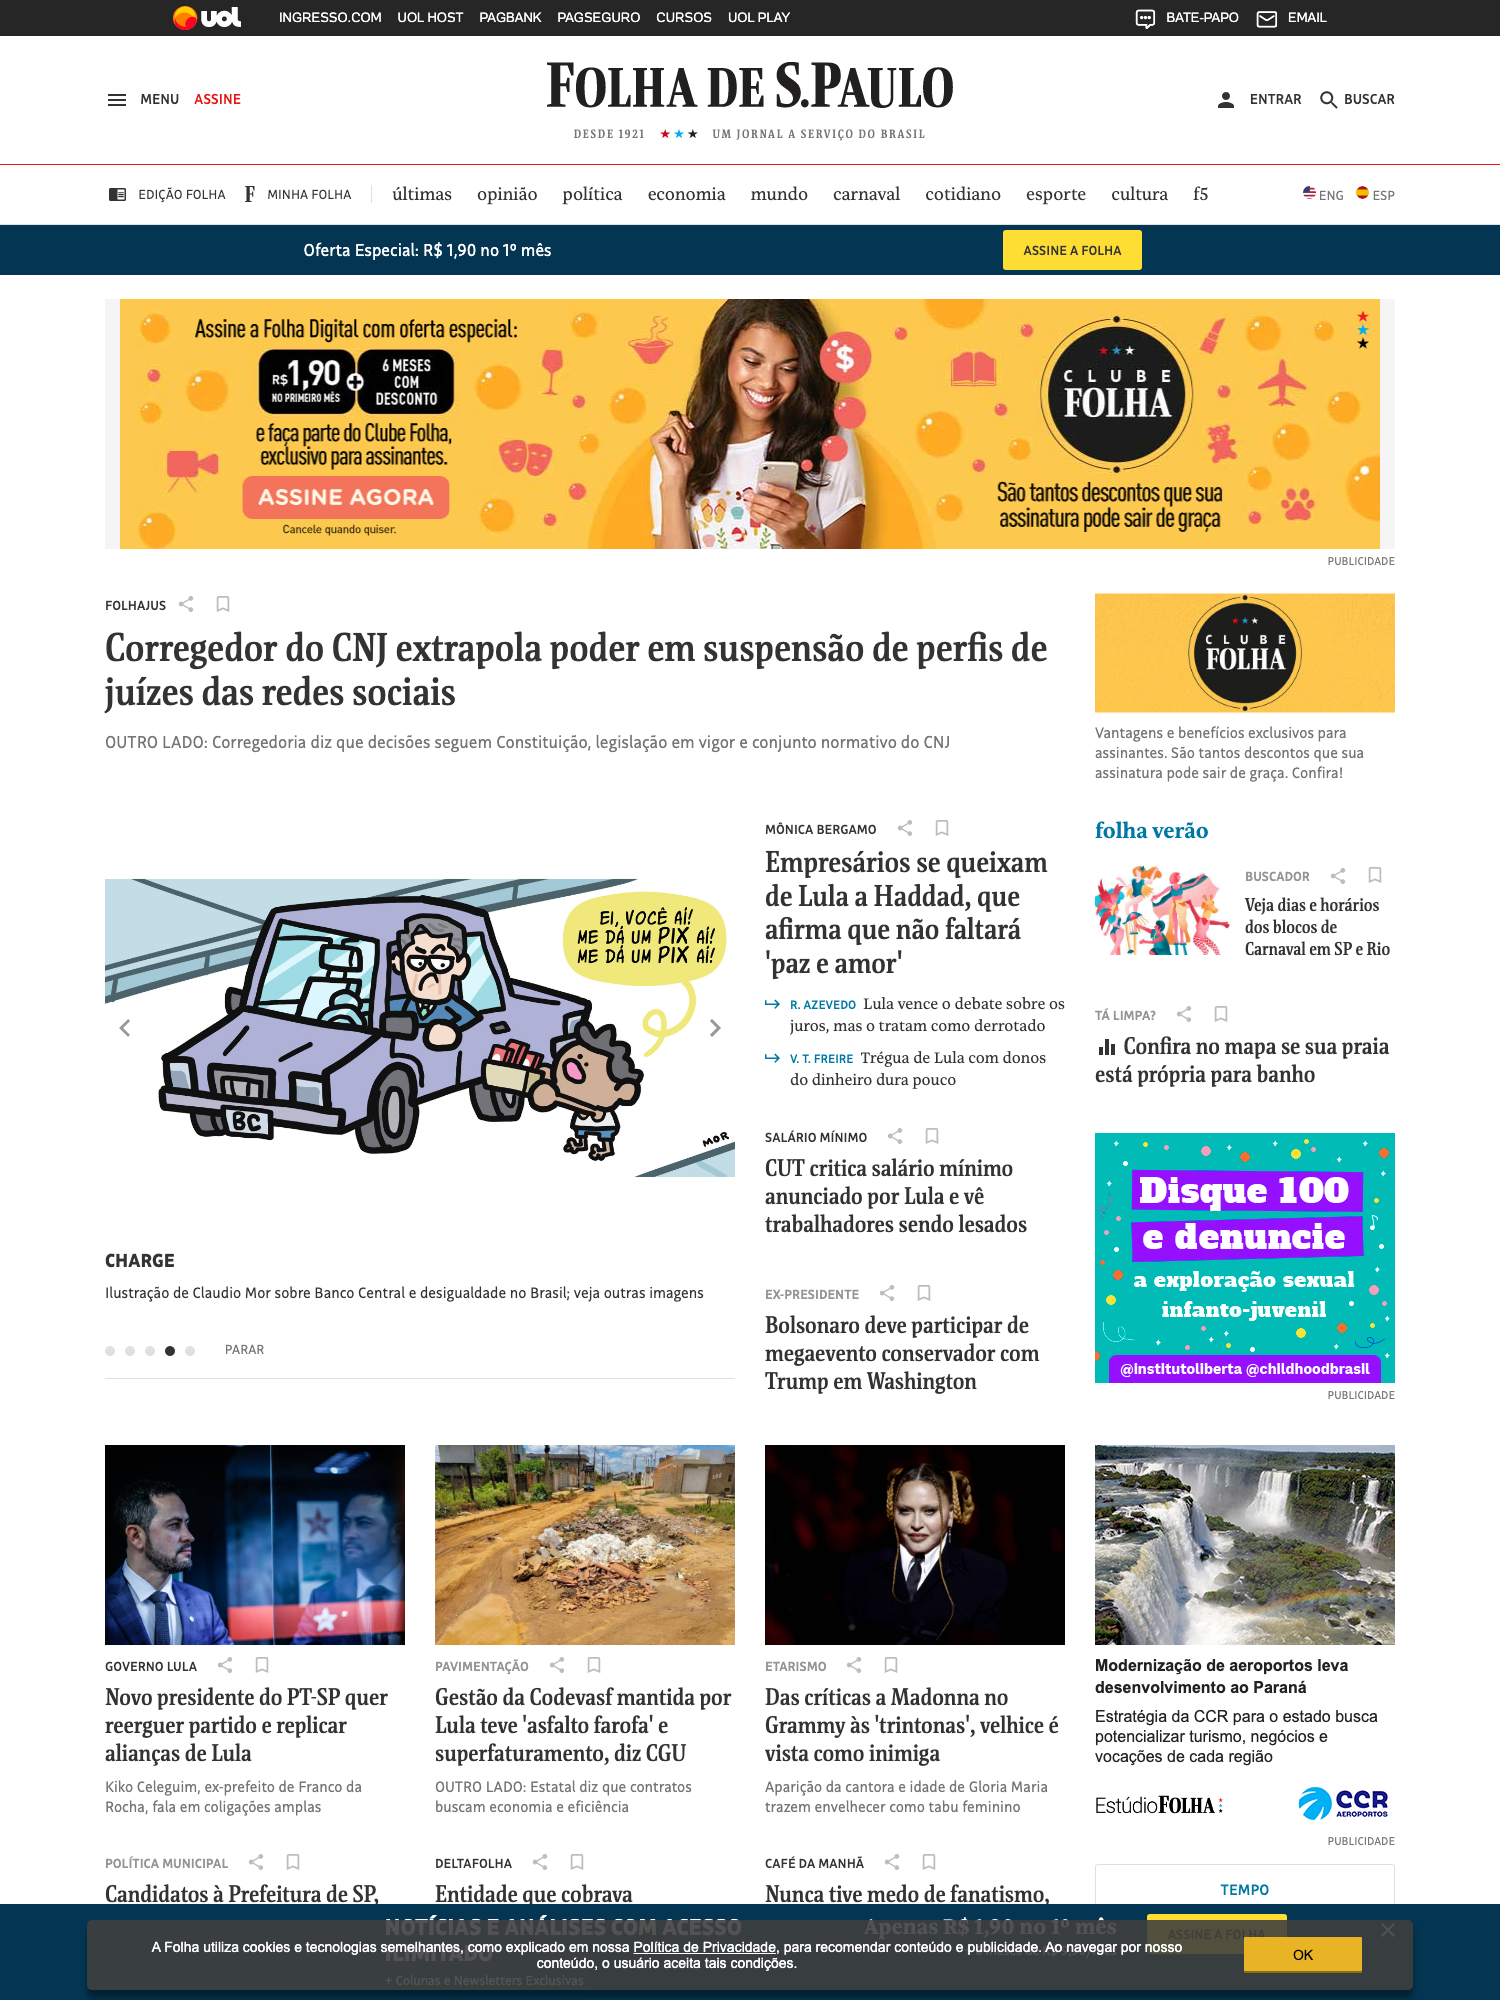 uol
INGRESSO.COM UOL HOST PAGBANK PAGSEGURO CURSOS UOL PLAY
BATE-PAPO EMAIL
MENU ASSINE
FOLHA DE S.PAULO
DESDE 1921 ★★★ UM JORNAL A SERVIÇO DO BRASIL
ENTRAR BUSCAR
EDIÇÃO FOLHA F MINHA FOLHA
últimas opinião política economia mundo carnaval cotidiano esporte cultura f5
ENG ESP
Oferta Especial: R$ 1,90 no 1º mês
ASSINE A FOLHA
Assine a Folha Digital com oferta especial:
R$1,90
NO PRIMEIRO MÊS
+
6 MESES
COM
DESCONTO
e faça parte do Clube Folha,
exclusivo para assinantes.
ASSINE AGORA
Cancele quando quiser.
$
CLUBE
FOLHA
São tantos descontos que sua
assinatura pode sair de graça
PUBLICIDADE
FOLHAJUS
Corregedor do CNJ extrapola poder em suspensão de perfis de
juízes das redes sociais
OUTRO LADO: Corregedoria diz que decisões seguem Constituição, legislação em vigor e conjunto normativo do CNJ
CLUBE
FOLHA
Vantagens e benefícios exclusivos para
assinantes. São tantos descontos que sua
assinatura pode sair de graça. Confira!
EI, VOCÊ AÍ!
ME DÁ UM PIX AÍ!
ME DÁ UM PIX AÍ!
BC
MOR
CHARGE
Ilustração de Claudio Mor sobre Banco Central e desigualdade no Brasil; veja outras imagens
PARAR
MÔNICA BERGAMO
Empresários se queixam
de Lula a Haddad, que
afirma que não faltará
'paz e amor'
R. AZEVEDO Lula vence o debate sobre os
juros, mas o tratam como derrotado
V. T. FREIRE Trégua de Lula com donos
do dinheiro dura pouco
SALÁRIO MÍNIMO
CUT critica salário mínimo
anunciado por Lula e vê
trabalhadores sendo lesados
EX-PRESIDENTE
Bolsonaro deve participar de
megaevento conservador com
Trump em Washington
folha verão
BUSCADOR
Veja dias e horários
dos blocos de
Carnaval em SP e Rio
TÁ LIMPA?
Confira no mapa se sua praia
está própria para banho
Disque 100
e denuncie
a exploração sexual
infanto-juvenil
@institutoliberta @childhoodbrasil
PUBLICIDADE
GOVERNO LULA
Novo presidente do PT-SP quer
reerguer partido e replicar
alianças de Lula
Kiko Celeguim, ex-prefeito de Franco da
Rocha, fala em coligações amplas
PAVIMENTAÇÃO
Gestão da Codevasf mantida por
Lula teve 'asfalto farofa' e
superfaturamento, diz CGU
OUTRO LADO: Estatal diz que contratos
buscam economia e eficiência
ETARISMO
Das críticas a Madonna no
Grammy às 'trintonas', velhice é
vista como inimiga
Aparição da cantora e idade de Gloria Maria
trazem envelhecer como tabu feminino
Modernização de aeroportos leva
desenvolvimento ao Paraná
Estratégia da CCR para o estado busca
potencializar turismo, negócios e
vocações de cada região
EstúdioFOLHA
CCR
AEROPORTOS
PUBLICIDADE
POLÍTICA MUNICIPAL
Candidatos à Prefeitura de SP,
DELTAFOLHA
Entidade que cobrava
CAFÉ DA MANHÃ
Nunca tive medo de fanatismo,
TEMPO
NOTÍCIAS E ANÁLISES COM ACESSO
ILIMITADO
+ Colunas e Newsletters Exclusivas
Apenas R$ 1,90 no 1º mês
ASSINE A FOLHA
A Folha utiliza cookies e tecnologias semelhantes, como explicado em nossa Política de Privacidade, para recomendar conteúdo e publicidade. Ao navegar por nosso
conteúdo, o usuário aceita tais condições.
OK